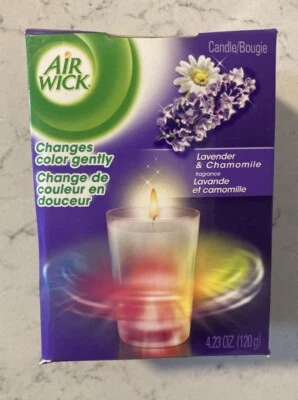 AIR
WICK
Candle/Bougie
Changes
color gently
Change de
couleur en
douceur
Lavender
& Chamomile
fragrance
Lavande
et camomille
4.23 OZ. (120 g)